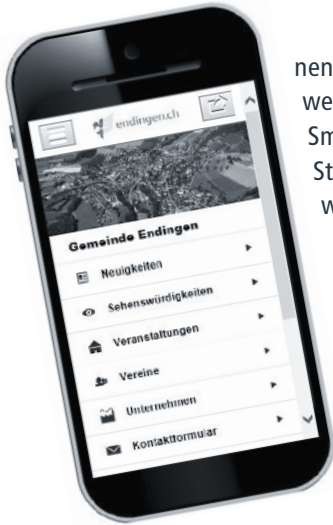 endingen.ch
Gemeinde Endingen
Neuigkeiten
Sehenswürdigkeiten
Veranstaltungen
Vereine
Unternehmen
Kontaktformular
nen
we
Sm
St
w